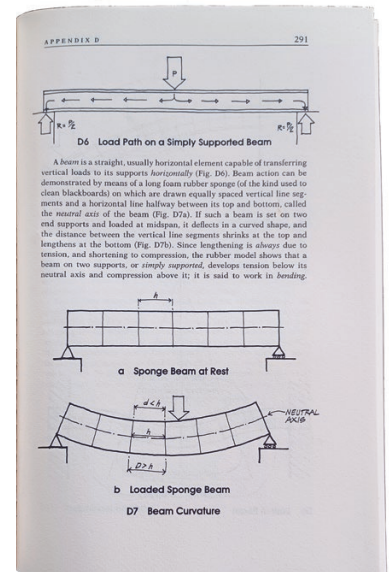 APPENDIX D 291
P
R = P/2 R = P/2
D6 Load Path on a Simply Supported Beam
A beam is a straight, usually horizontal element capable of transferring
vertical loads to its supports horizontally (Fig. D6). Beam action can be
demonstrated by means of a long foam rubber sponge (of the kind used to
clean blackboards) on which are drawn equally spaced vertical line seg-
ments and a horizontal line halfway between its top and bottom, called
the neutral axis of the beam (Fig. D7a). If such a beam is set on two
end supports and loaded at midspan, it deflects in a curved shape, and
the distance between the vertical line segments shrinks at the top and
lengthens at the bottom (Fig. D7b). Since lengthening is always due to
tension, and shortening to compression, the rubber model shows that a
beam on two supports, or simply supported, develops tension below its
neutral axis and compression above it; it is said to work in bending.
h
a Sponge Beam at Rest
d<h
h
NEUTRAL
AXIS
D>h
b Loaded Sponge Beam
D7 Beam Curvature